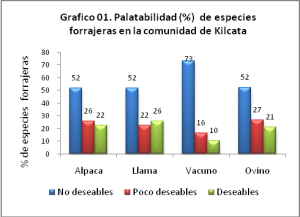 Grafico 01. Palatabilidad (%) de especies
forrajeras en la comunidad de Kilcata
% de especies forrajeras
80
70
60
50
40
30
20
10
0
52
26
22
52
22
26
73
16
10
52
27
21
Alpaca
Llama
Vacuno
Ovino
No deseables
Poco deseables
Deseables